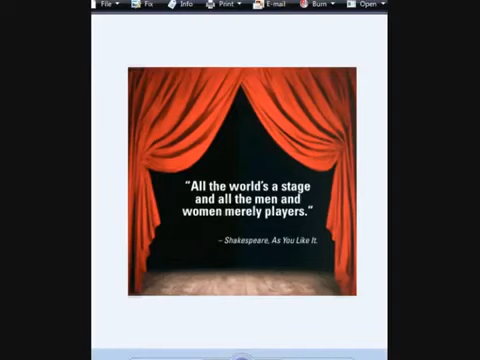 File Fix Info Print E-mail Burn Open
“All the world’s a stage
and all the men and
women merely players.”
– Shakespeare, As You Like It.